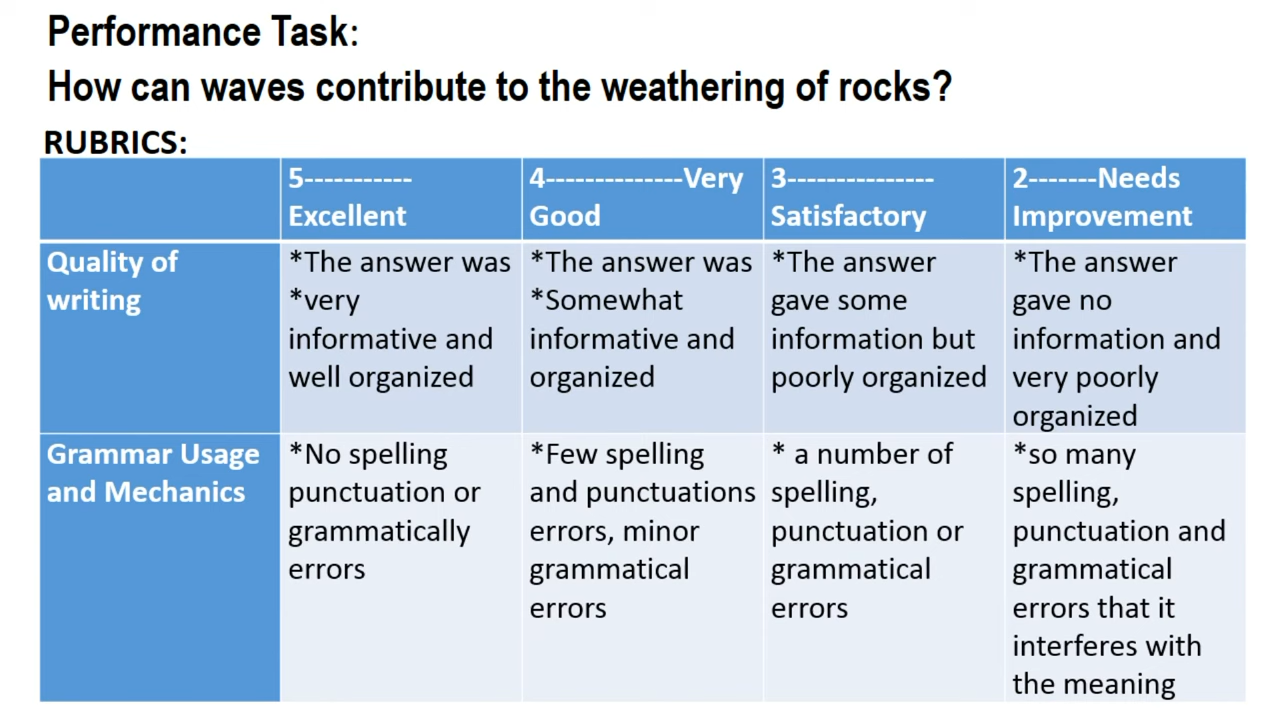 Performance Task:
How can waves contribute to the weathering of rocks?
RUBRICS:
5-----------
Excellent
4--------------Very
Good
3---------------
Satisfactory
2-------Needs
Improvement
Quality of
writing
*The answer was
*very
informative and
well organized
*The answer was
*Somewhat
informative and
organized
*The answer
gave some
information but
poorly organized
*The answer
gave no
information and
very poorly
organized
Grammar Usage
and Mechanics
*No spelling
punctuation or
grammatically
errors
*Few spelling
and punctuations
errors, minor
grammatical
errors
* a number of
spelling,
punctuation or
grammatical
errors
*so many
spelling,
punctuation and
grammatical
errors that it
interferes with
the meaning